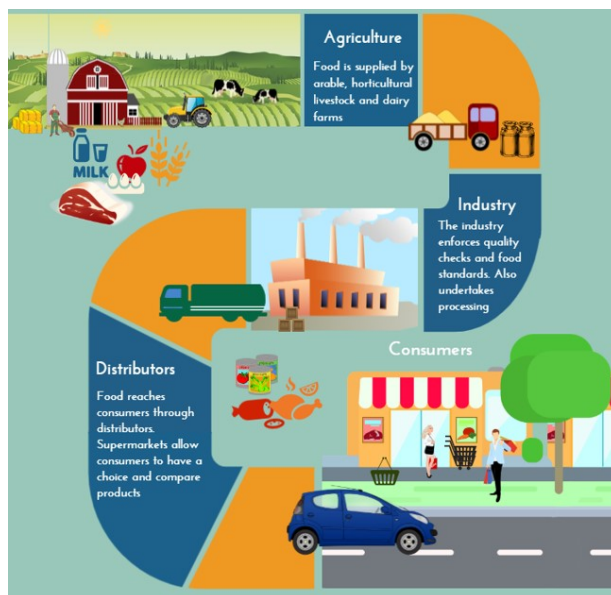 Agriculture
Food is supplied by
arable, horticultural
livestock and dairy
farms
MILK
Industry
The industry
enforces quality
checks and food
standards. Also
undertakes
processing
Distributors
Food reaches
consumers through
distributors.
Supermarkets allow
consumers to have a
choice and compare
products
Consumers